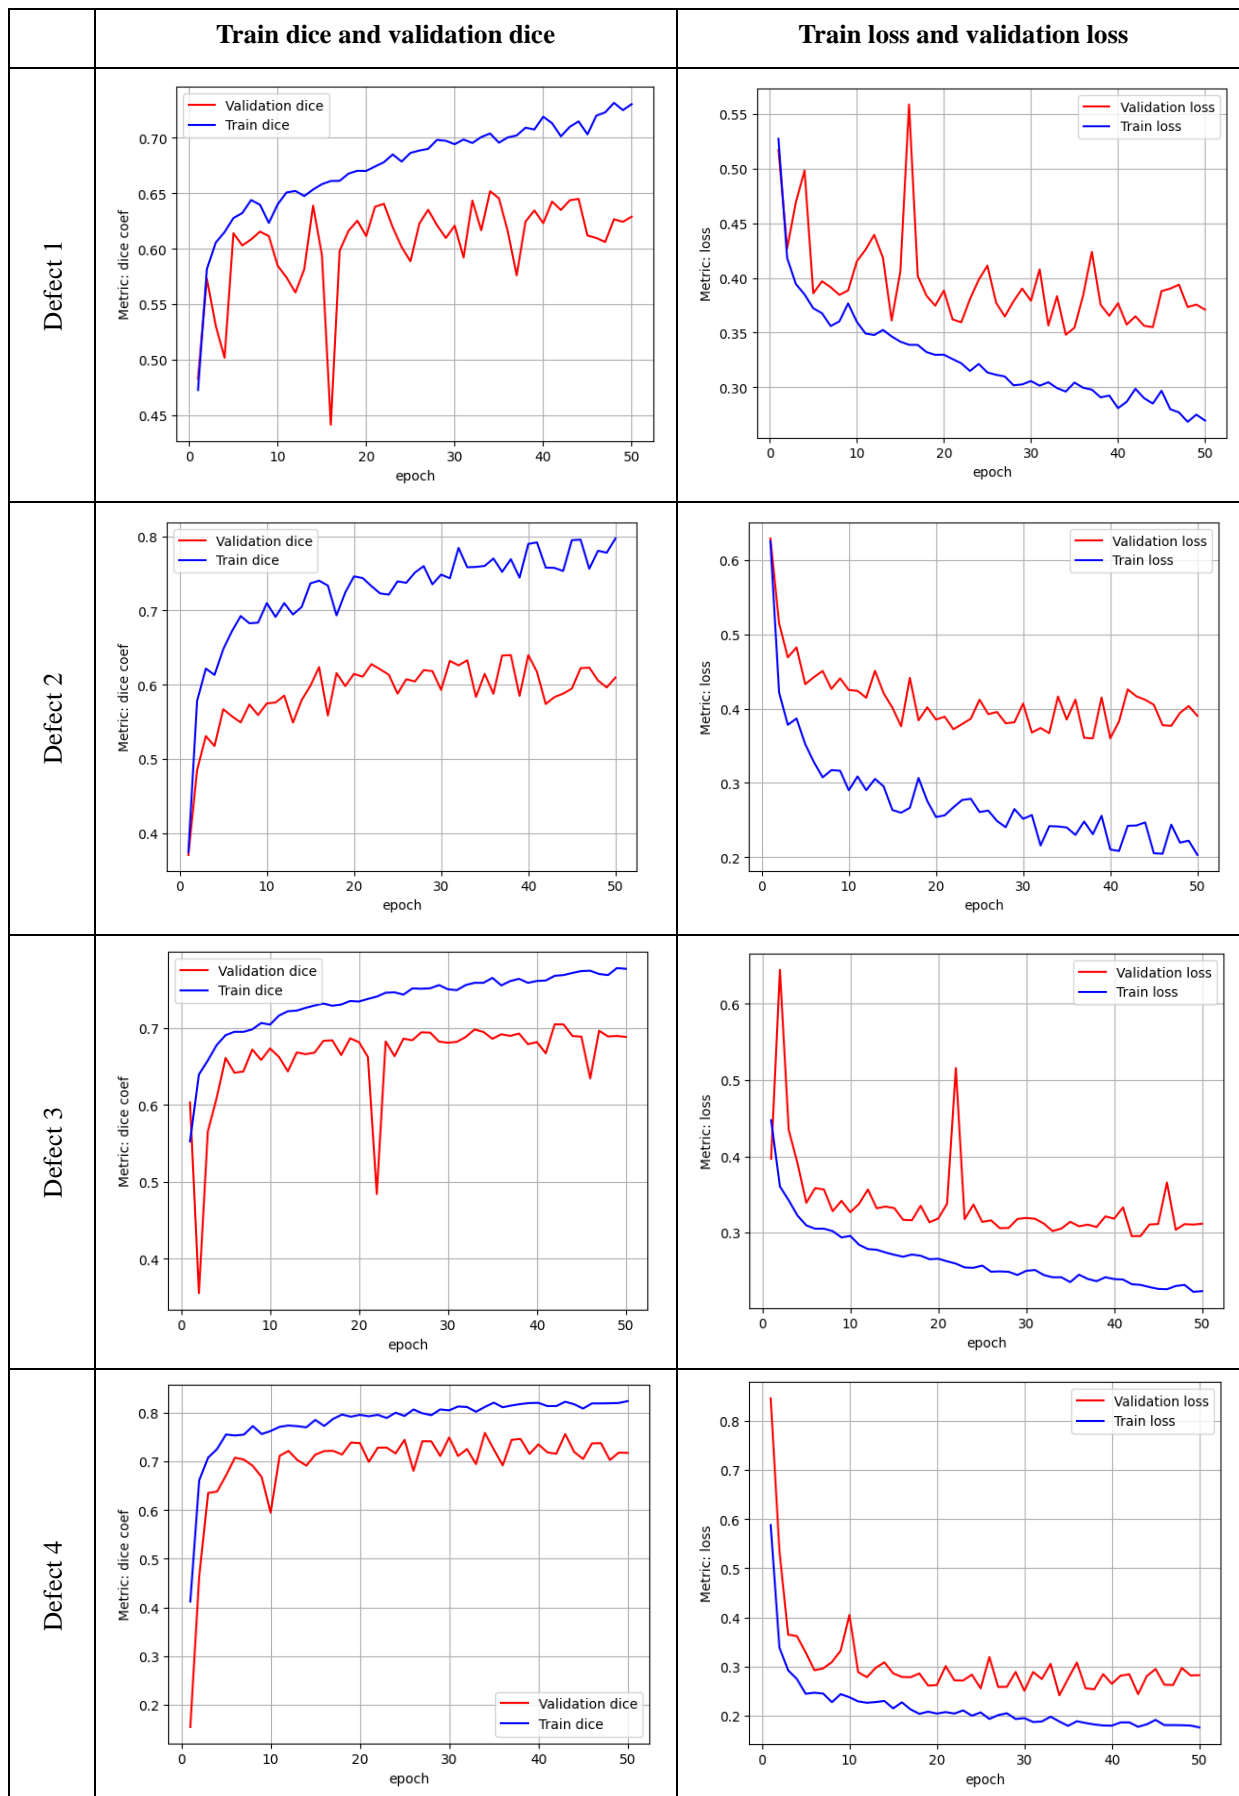 Train dice and validation dice
Train loss and validation loss
Defect 1
Validation dice
Train dice
Metric: dice coef
0.70
0.65
0.60
0.55
0.50
0.45
0 10 20 30 40 50
epoch
Validation loss
Train loss
Metric: loss
0.55
0.50
0.45
0.40
0.35
0.30
0 10 20 30 40 50
epoch
Defect 2
Validation dice
Train dice
Metric: dice coef
0.8
0.7
0.6
0.5
0.4
0 10 20 30 40 50
epoch
Validation loss
Train loss
Metric: loss
0.6
0.5
0.4
0.3
0.2
0 10 20 30 40 50
epoch
Defect 3
Validation dice
Train dice
Metric: dice coef
0.7
0.6
0.5
0.4
0 10 20 30 40 50
epoch
Validation loss
Train loss
Metric: loss
0.6
0.5
0.4
0.3
0 10 20 30 40 50
epoch
Defect 4
Metric: dice coef
0.8
0.7
0.6
0.5
0.4
0.3
0.2
Validation dice
Train dice
0 10 20 30 40 50
epoch
Validation loss
Train loss
Metric: loss
0.8
0.7
0.6
0.5
0.4
0.3
0.2
0 10 20 30 40 50
epoch